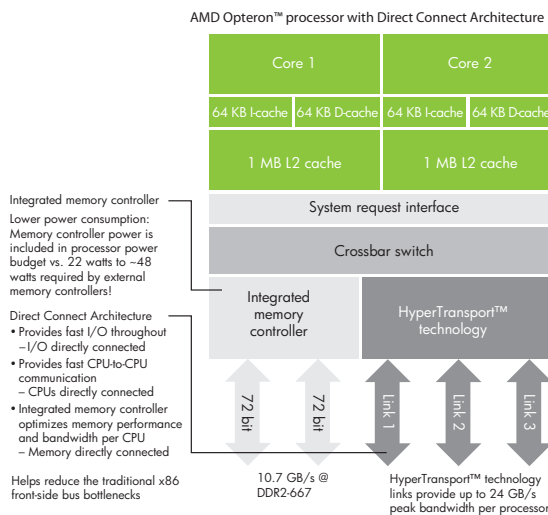 AMD Opteron™ processor with Direct Connect Architecture
Core 1
Core 2
64 KB I-cache
64 KB D-cache
64 KB I-cache
64 KB D-cache
1 MB L2 cache
1 MB L2 cache
System request interface
Crossbar switch
Integrated memory controller
Lower power consumption:
Memory controller power is
included in processor power
budget vs. 22 watts to ~48
watts required by external
memory controllers!
Integrated
memory
controller
HyperTransport™
technology
Direct Connect Architecture
• Provides fast I/O throughout
– I/O directly connected
• Provides fast CPU-to-CPU
communication
– CPUs directly connected
• Integrated memory controller
optimizes memory performance
and bandwidth per CPU
– Memory directly connected
Helps reduce the traditional x86
front-side bus bottlenecks
72 bit
72 bit
Link 1
Link 2
Link 3
10.7 GB/s @
DDR2-667
HyperTransport™ technology
links provide up to 24 GB/s
peak bandwidth per processor